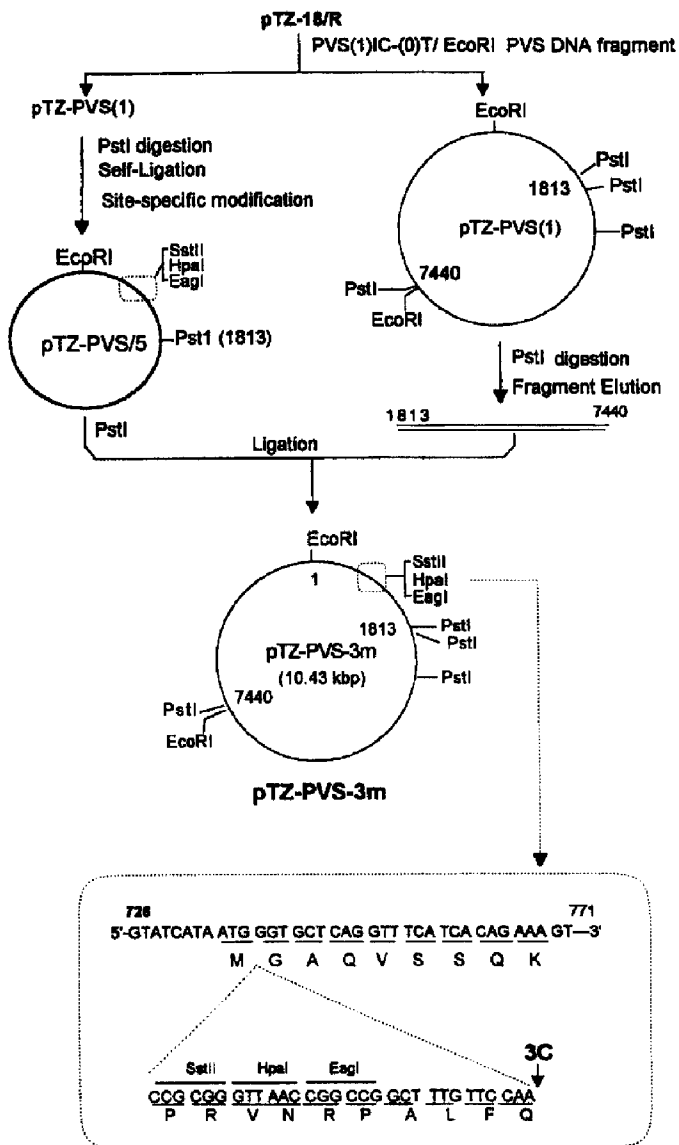 pTZ-18/R
PVS(1)IC-(0)T/ EcoRI PVS DNA fragment
pTZ-PVS(1)
PstI digestion
Self-Ligation
Site-specific modification
EcoRI
SstII
HpaI
EagI
pTZ-PVS/5
Pst1 (1813)
PstI
EcoRI
PstI
1813
PstI
pTZ-PVS(1)
PstI
7440
PstI
EcoRI
PstI digestion
Fragment Elution
1813
7440
Ligation
EcoRI
1
SstII
HpaI
EagI
1813
PstI
PstI
pTZ-PVS-3m
(10.43 kbp)
PstI
7440
PstI
EcoRI
pTZ-PVS-3m
726
771
5'-GTATCATA ATG GGT GCT CAG GTT TCA TCA CAG AAA GT—3'
M G A Q V S S Q K
3C
SstII HpaI EagI
CCG CGG GTT AAC CGG CCG GCT TTG TTC CAA
P R V N R P A L F Q